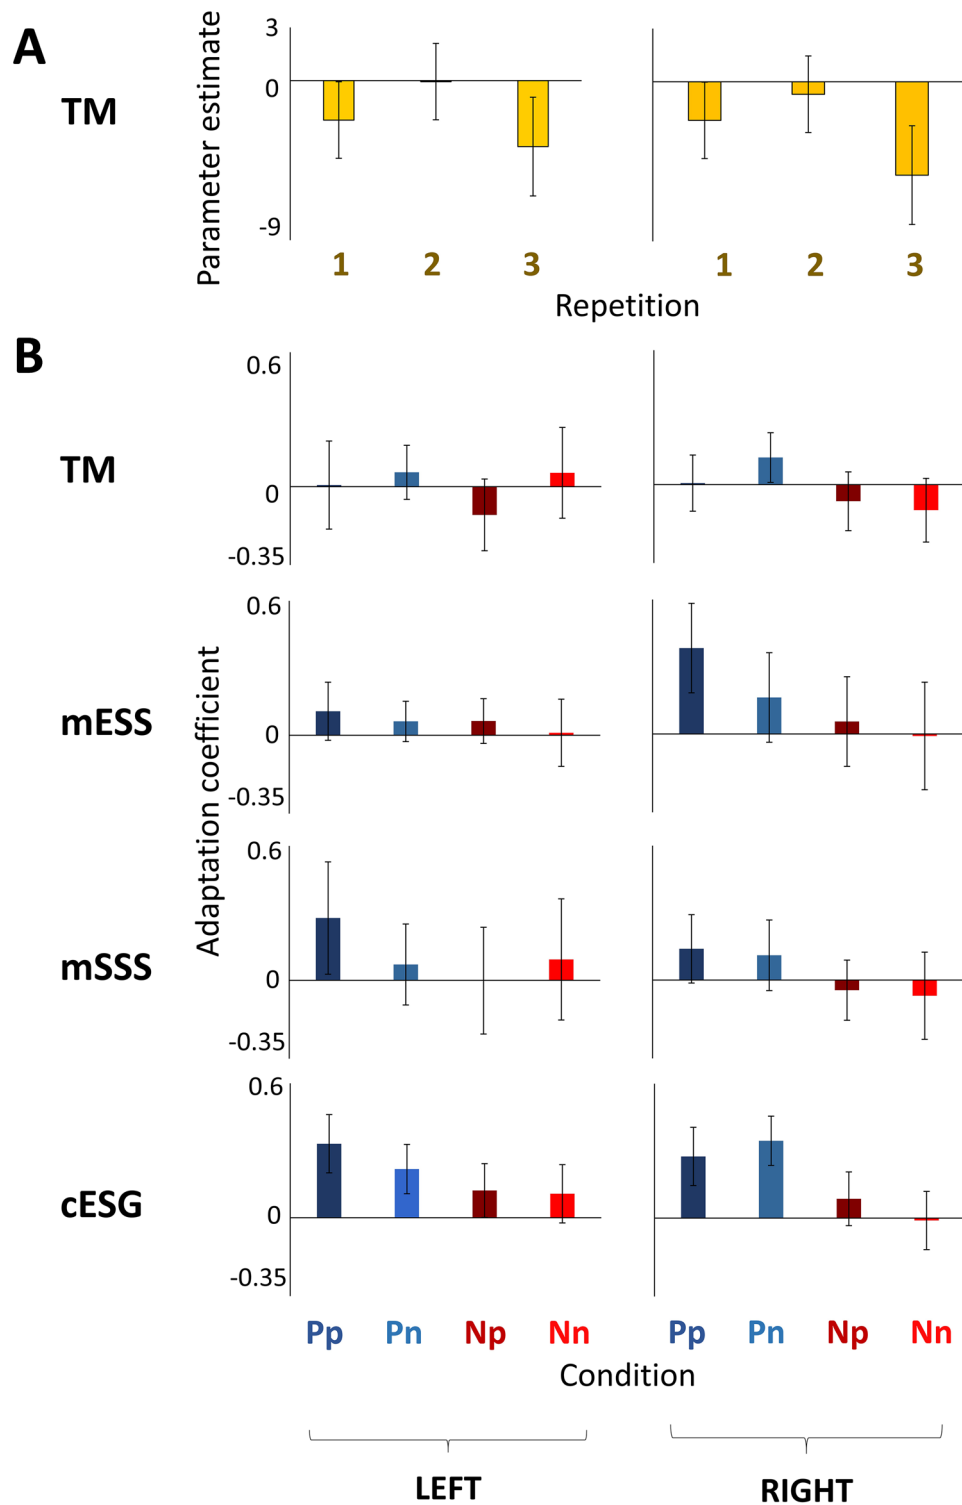 A
TM
Parameter estimate
3
0
-9
1 2 3 1 2 3
Repetition
B
Adaptation coefficient
TM
0.6
0
-0.35
mESS
0.6
0
-0.35
mSSS
0.6
0
-0.35
cESG
0.6
0
-0.35
Pp Pn Np Nn Pp Pn Np Nn
Condition
LEFT RIGHT